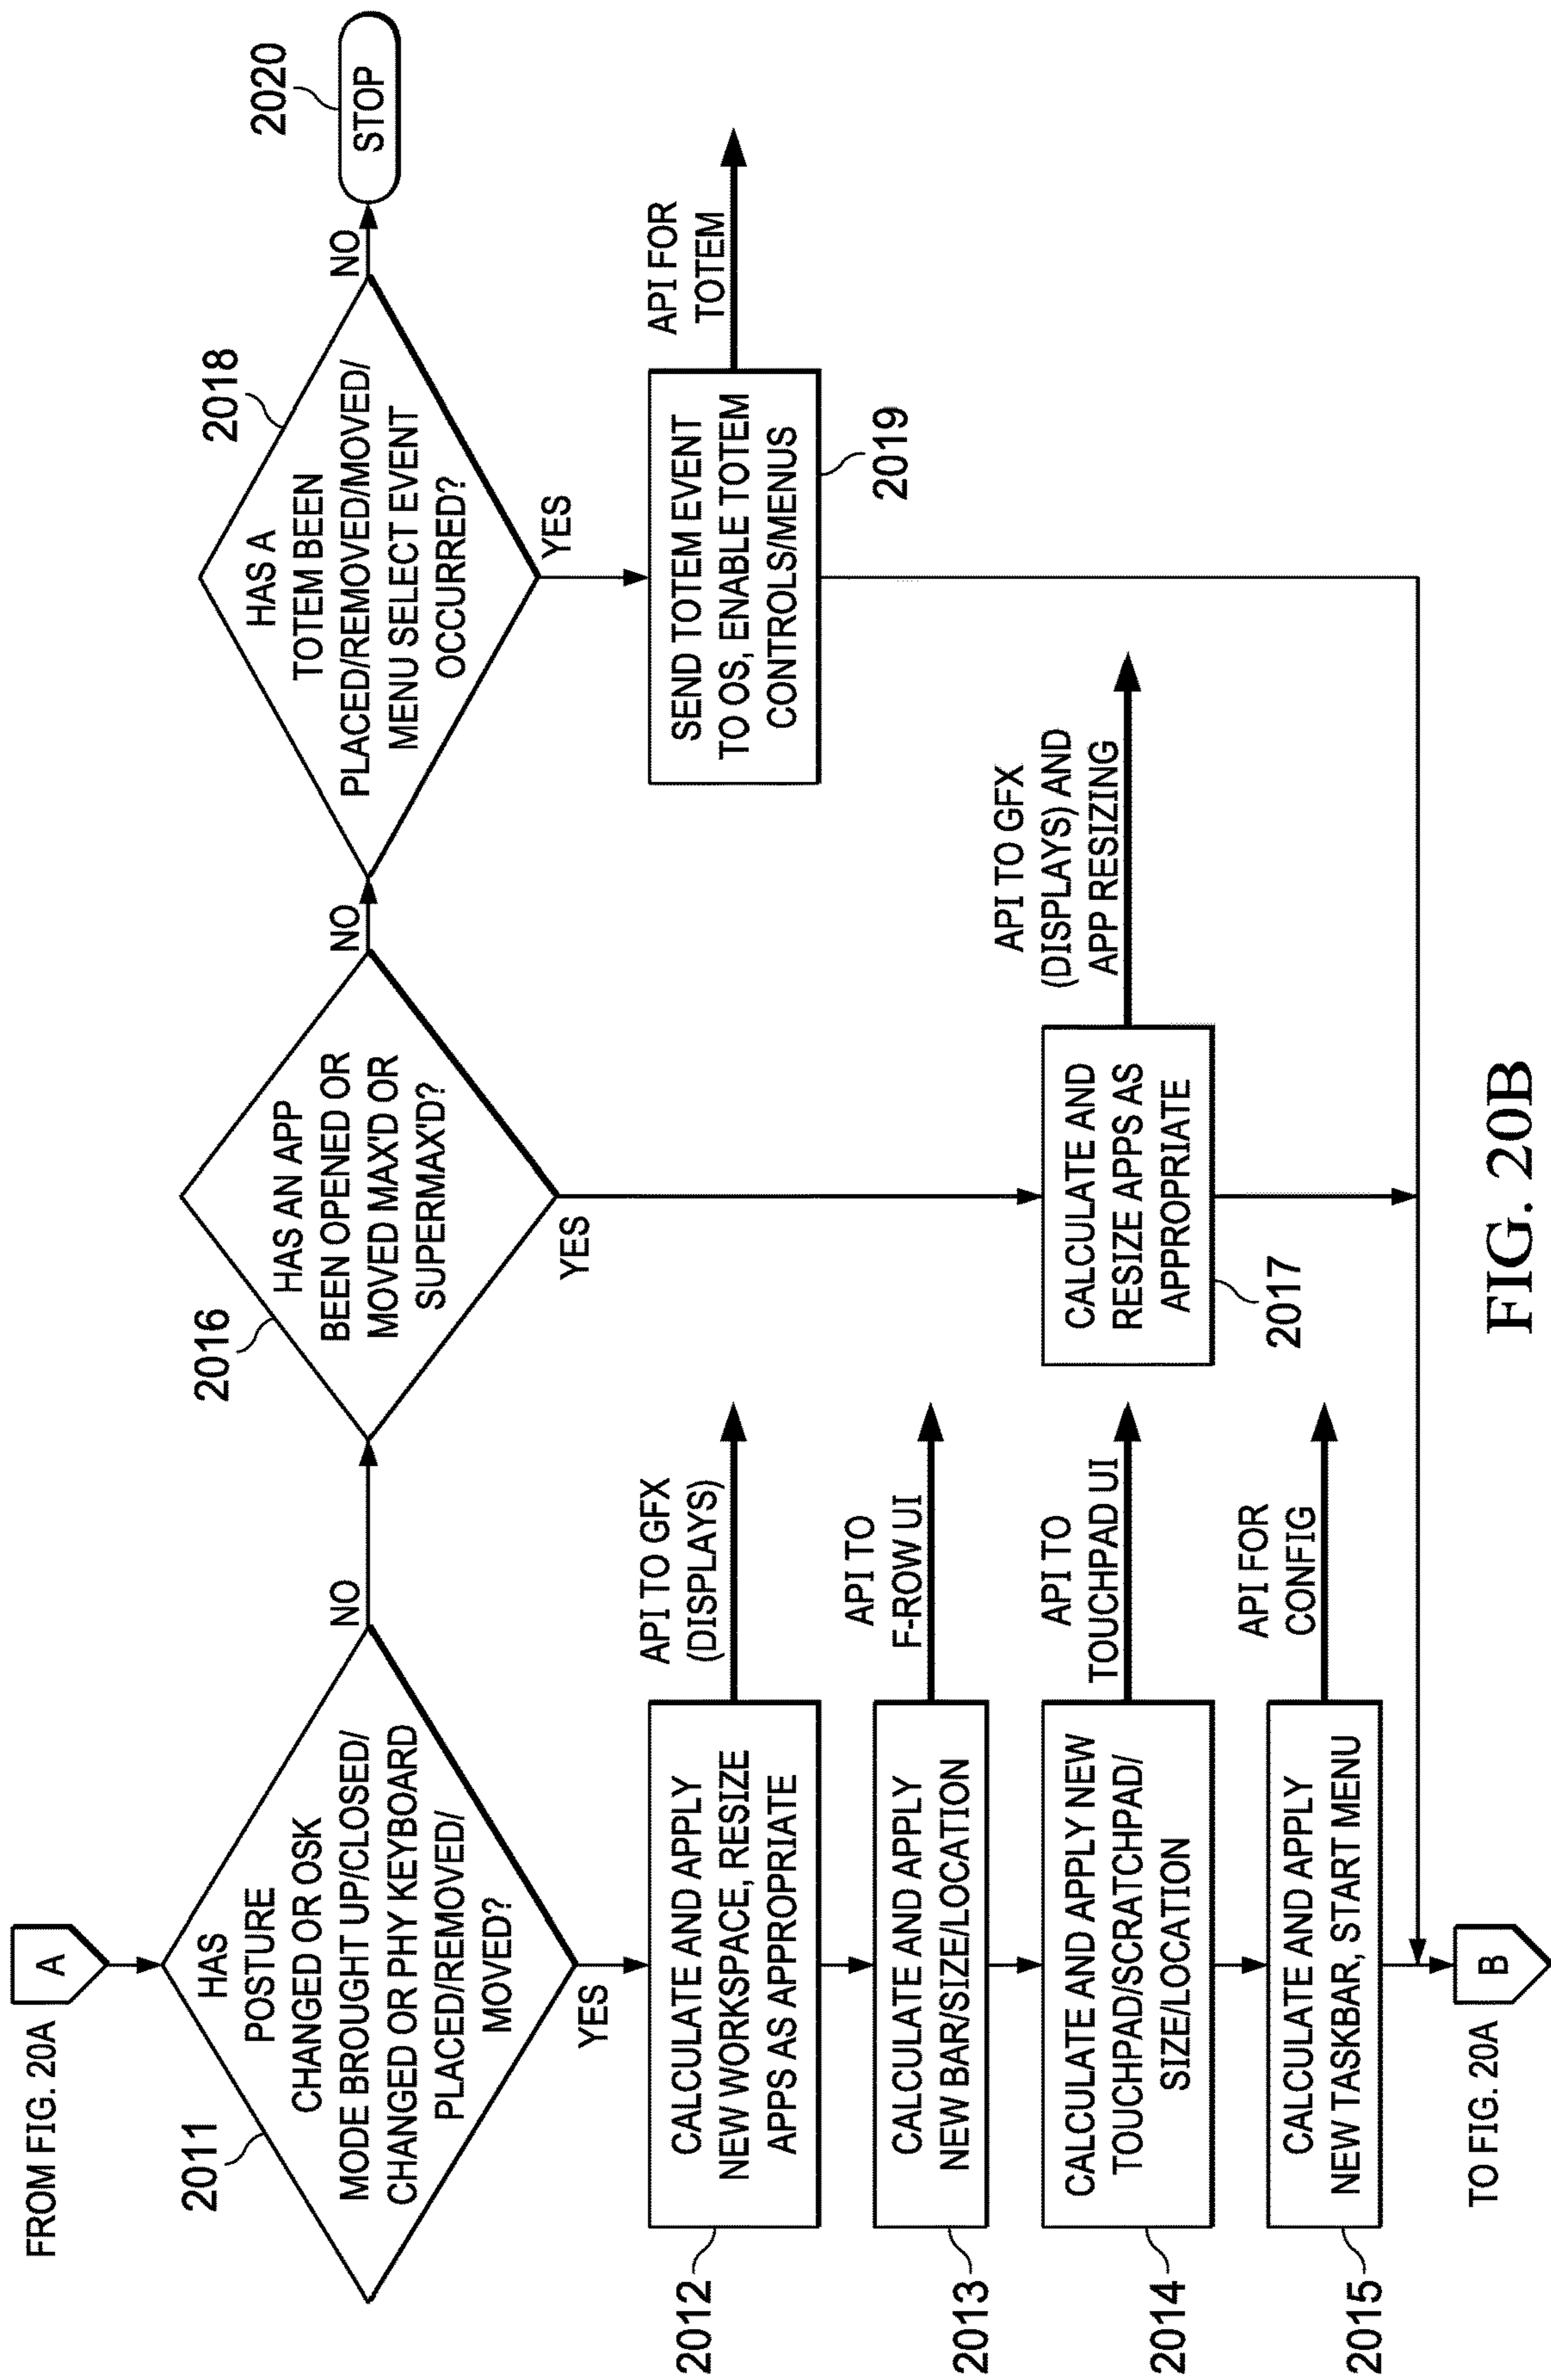 FROM FIG. 20A
A
2011
HAS
POSTURE
CHANGED OR OSK
MODE BROUGHT UP/CLOSED/
CHANGED OR PHY KEYBOARD
PLACED/REMOVED/
MOVED?
NO
YES
2016
HAS AN APP
BEEN OPENED OR
MOVED MAX'D OR
SUPERMAX'D?
NO
YES
2018
HAS A
TOTEM BEEN
PLACED/REMOVED/MOVED/
MENU SELECT EVENT
OCCURRED?
NO
YES
2020
STOP
2012
CALCULATE AND APPLY
NEW WORKSPACE, RESIZE
APPS AS APPROPRIATE
API TO GFX
(DISPLAYS)
SEND TOTEM EVENT
TO OS, ENABLE TOTEM
CONTROLS/MENUS
2019
API FOR
TOTEM
2013
CALCULATE AND APPLY
NEW BAR/SIZE/LOCATION
API TO
F-ROW UI
2014
CALCULATE AND APPLY NEW
TOUCHPAD/SCRATCHPAD/
SIZE/LOCATION
API TO
TOUCHPAD UI
CALCULATE AND
RESIZE APPS AS
APPROPRIATE
2017
API TO GFX
(DISPLAYS) AND
APP RESIZING
2015
CALCULATE AND APPLY
NEW TASKBAR, START MENU
API FOR
CONFIG
TO FIG. 20A
B
FIG. 20B